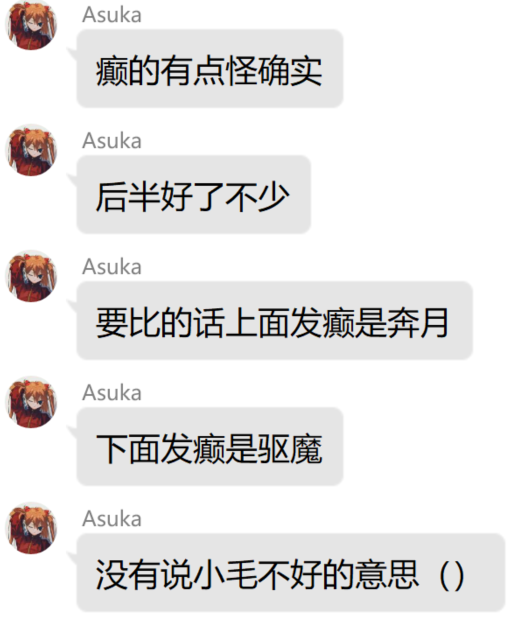 Asuka
癫的有点怪确实
Asuka
后半好了不少
Asuka
要比的话上面发癫是奔月
Asuka
下面发癫是驱魔
Asuka
没有说小毛不好的意思（）